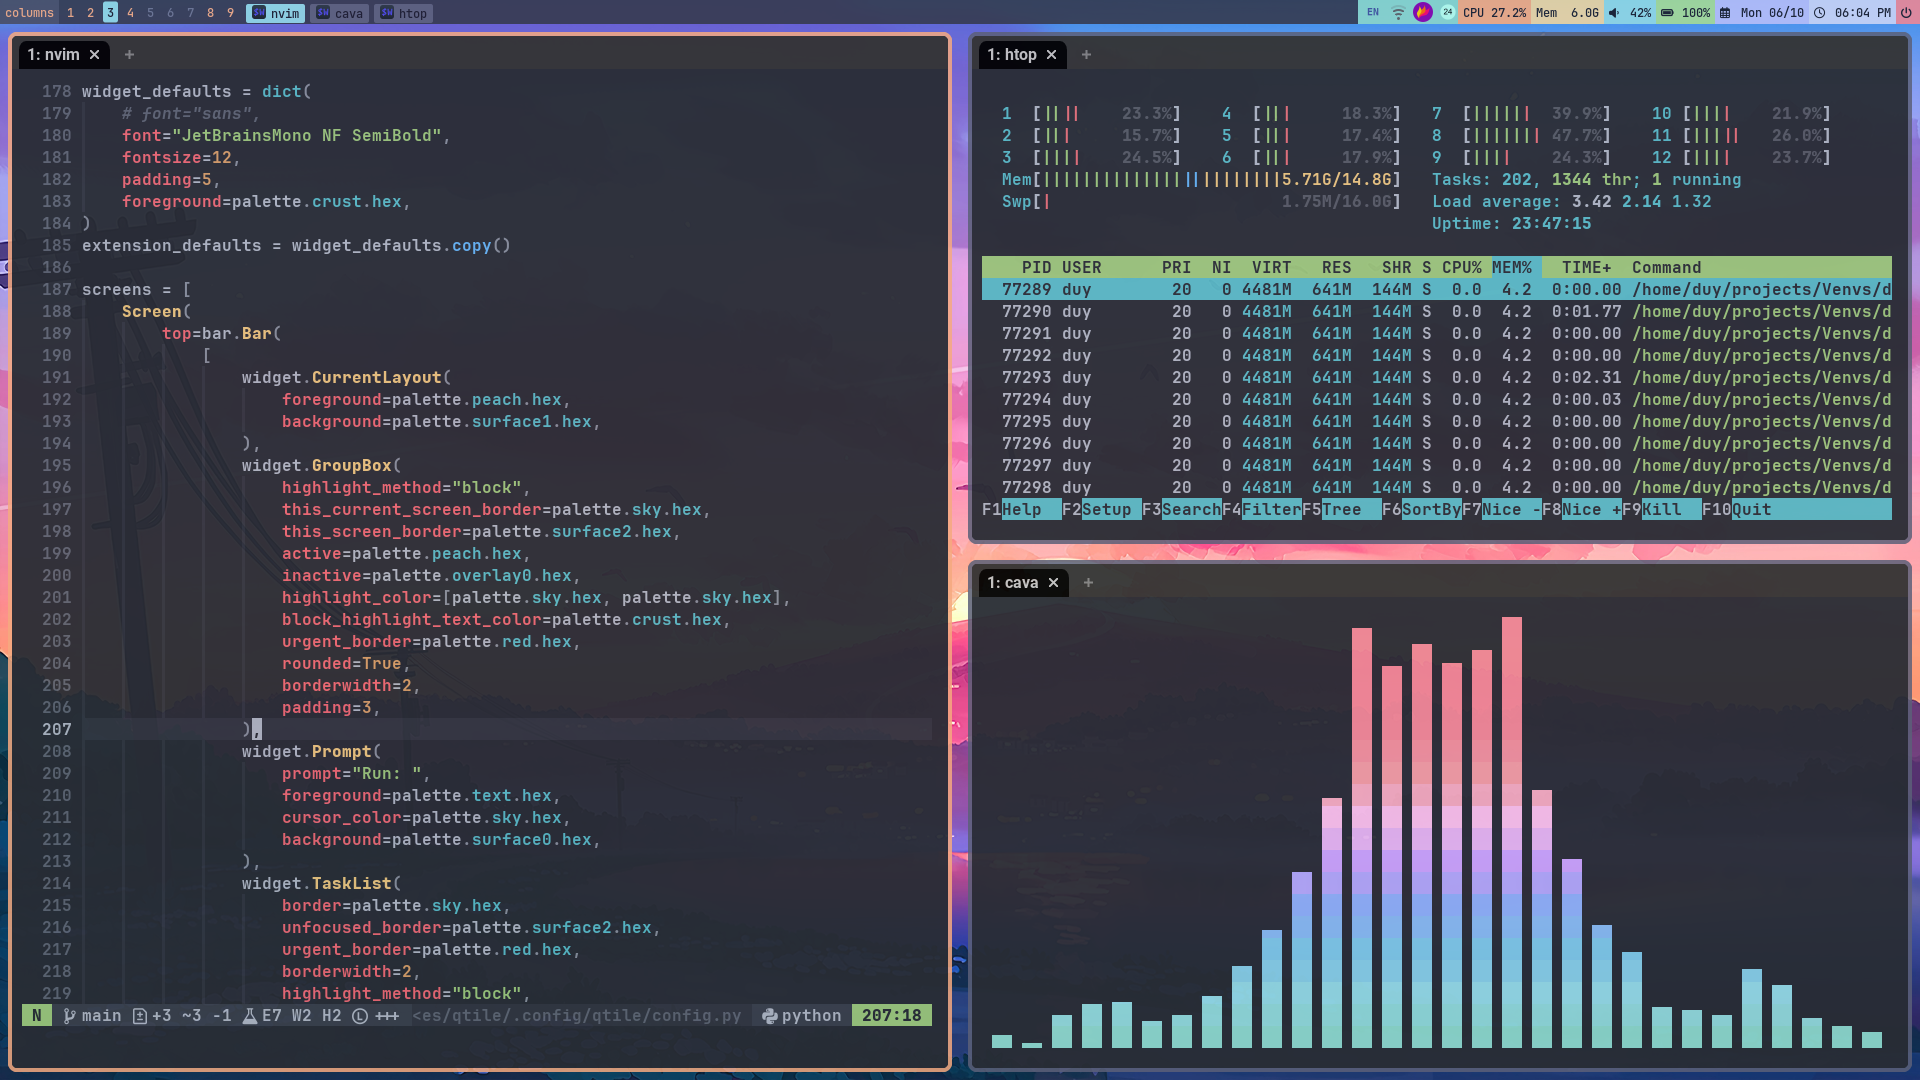 columns 1 2 3 4 5 6 7 8 9 nvim cava htop EN 24 CPU 27.2% Mem 6.0G 42% 100% Mon 06/10 06:04 PM
1: nvim × +
178 widget_defaults = dict(
179 # font="sans",
180 font="JetBrainsMono NF SemiBold",
181 fontsize=12,
182 padding=5,
183 foreground=palette.crust.hex,
184 )
185 extension_defaults = widget_defaults.copy()
186
187 screens = [
188 Screen(
189 top=bar.Bar(
190 [
191 widget.CurrentLayout(
192 foreground=palette.peach.hex,
193 background=palette.surface1.hex,
194 ),
195 widget.GroupBox(
196 highlight_method="block",
197 this_current_screen_border=palette.sky.hex,
198 this_screen_border=palette.surface2.hex,
199 active=palette.peach.hex,
200 inactive=palette.overlay0.hex,
201 highlight_color=[palette.sky.hex, palette.sky.hex],
202 block_highlight_text_color=palette.crust.hex,
203 urgent_border=palette.red.hex,
204 rounded=True,
205 borderwidth=2,
206 padding=3,
207 ),
208 widget.Prompt(
209 prompt="Run: ",
210 foreground=palette.text.hex,
211 cursor_color=palette.sky.hex,
212 background=palette.surface0.hex,
213 ),
214 widget.TaskList(
215 border=palette.sky.hex,
216 unfocused_border=palette.surface2.hex,
217 urgent_border=palette.red.hex,
218 borderwidth=2,
219 highlight_method="block",
N main +3 ~3 -1 E7 W2 H2 L +++ <es/qtile/.config/qtile/config.py python 207:18
1: htop × +
1 [|||| 23.3%] 4 [||| 18.3%] 7 [|||||| 39.9%] 10 [|||| 21.9%]
2 [||| 15.7%] 5 [||| 17.4%] 8 [||||||| 47.7%] 11 [||||| 26.0%]
3 [|||| 24.5%] 6 [||| 17.9%] 9 [|||| 24.3%] 12 [|||| 23.7%]
Mem[||||||||||||||||||||||||5.71G/14.8G] Tasks: 202, 1344 thr; 1 running
Swp[| 1.75M/16.0G] Load average: 3.42 2.14 1.32
Uptime: 23:47:15
PID USER PRI NI VIRT RES SHR S CPU% MEM% TIME+ Command
77289 duy 20 0 4481M 641M 144M S 0.0 4.2 0:00.00 /home/duy/projects/Venvs/d
77290 duy 20 0 4481M 641M 144M S 0.0 4.2 0:01.77 /home/duy/projects/Venvs/d
77291 duy 20 0 4481M 641M 144M S 0.0 4.2 0:00.00 /home/duy/projects/Venvs/d
77292 duy 20 0 4481M 641M 144M S 0.0 4.2 0:00.00 /home/duy/projects/Venvs/d
77293 duy 20 0 4481M 641M 144M S 0.0 4.2 0:02.31 /home/duy/projects/Venvs/d
77294 duy 20 0 4481M 641M 144M S 0.0 4.2 0:00.03 /home/duy/projects/Venvs/d
77295 duy 20 0 4481M 641M 144M S 0.0 4.2 0:00.00 /home/duy/projects/Venvs/d
77296 duy 20 0 4481M 641M 144M S 0.0 4.2 0:00.00 /home/duy/projects/Venvs/d
77297 duy 20 0 4481M 641M 144M S 0.0 4.2 0:00.00 /home/duy/projects/Venvs/d
77298 duy 20 0 4481M 641M 144M S 0.0 4.2 0:00.00 /home/duy/projects/Venvs/d
F1Help F2Setup F3SearchF4FilterF5Tree F6SortByF7Nice -F8Nice +F9Kill F10Quit
1: cava × +